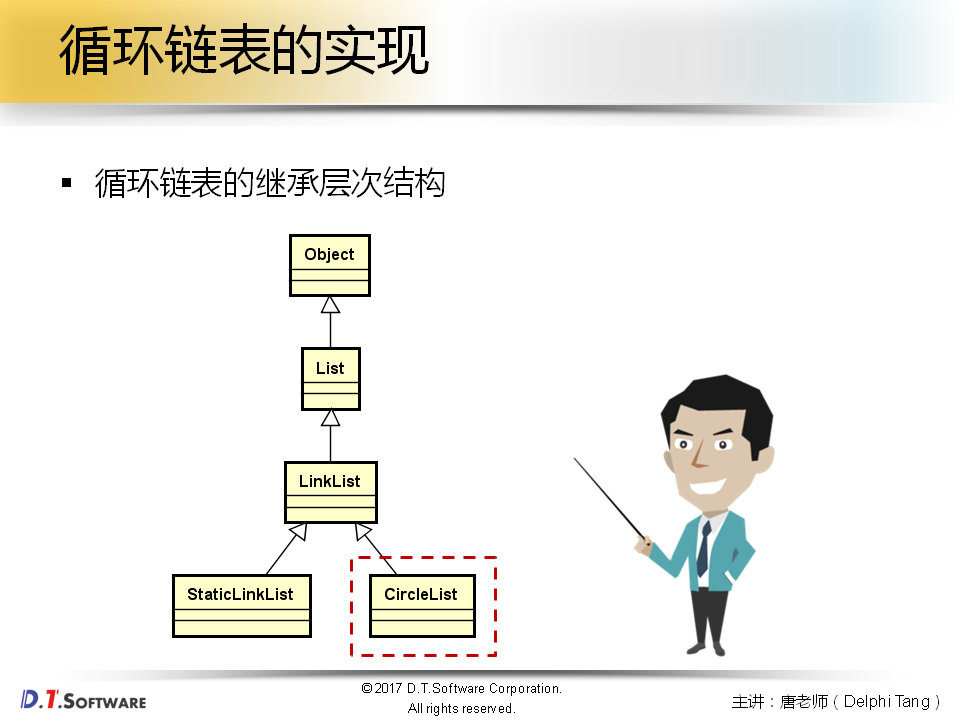 循环链表的实现
▪ 循环链表的继承层次结构
Object
List
LinkList
StaticLinkList
CircleList
D.T.SOFTWARE
©2017 D.T.Software Corporation.
All rights reserved.
主讲：唐老师（Delphi Tang）